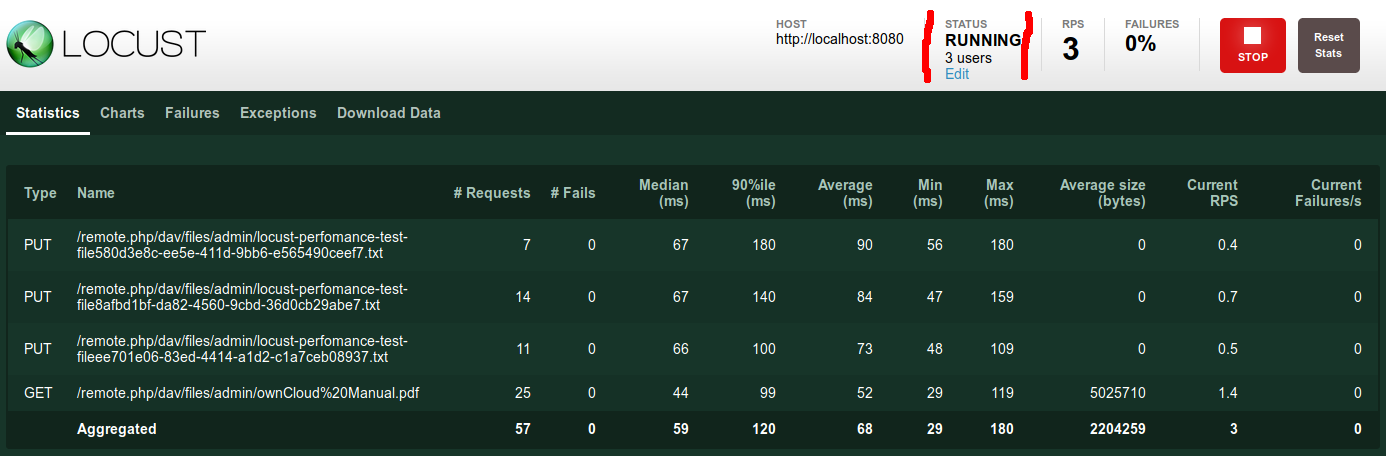 LOCUST
HOST
http://localhost:8080
STATUS
RUNNING
3 users
Edit
RPS
3
FAILURES
0%
STOP
Reset
Stats
Statistics Charts Failures Exceptions Download Data
Type Name # Requests # Fails Median (ms) 90%ile (ms) Average (ms) Min (ms) Max (ms) Average size (bytes) Current RPS Current Failures/s
PUT /remote.php/dav/files/admin/locust-perfomance-test- 7 0 67 180 90 56 180 0 0.4 0
file580d3e8c-ee5e-411d-9bb6-e565490ceef7.txt
PUT /remote.php/dav/files/admin/locust-perfomance-test- 14 0 67 140 84 47 159 0 0.7 0
file8afbd1bf-da82-4560-9cbd-36d0cb29abe7.txt
PUT /remote.php/dav/files/admin/locust-perfomance-test- 11 0 66 100 73 48 109 0 0.5 0
fileee701e06-83ed-4414-a1d2-c1a7ceb08937.txt
GET /remote.php/dav/files/admin/ownCloud%20Manual.pdf 25 0 44 99 52 29 119 5025710 1.4 0
Aggregated 57 0 59 120 68 29 180 2204259 3 0